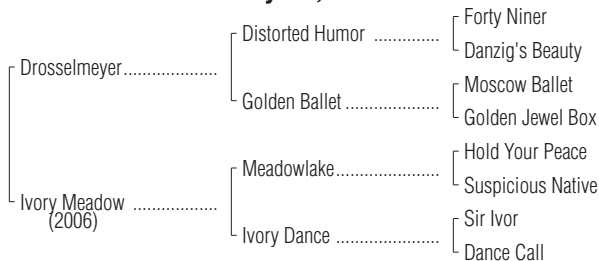 Forty Niner
Distorted Humor ..............
Danzig's Beauty
Drosselmeyer....................
Moscow Ballet
Golden Ballet ....................
Golden Jewel Box
Hold Your Peace
Meadowlake......................
Suspicious Native
Ivory Meadow ..................
(2006)
Sir Ivor
Ivory Dance ......................
Dance Call